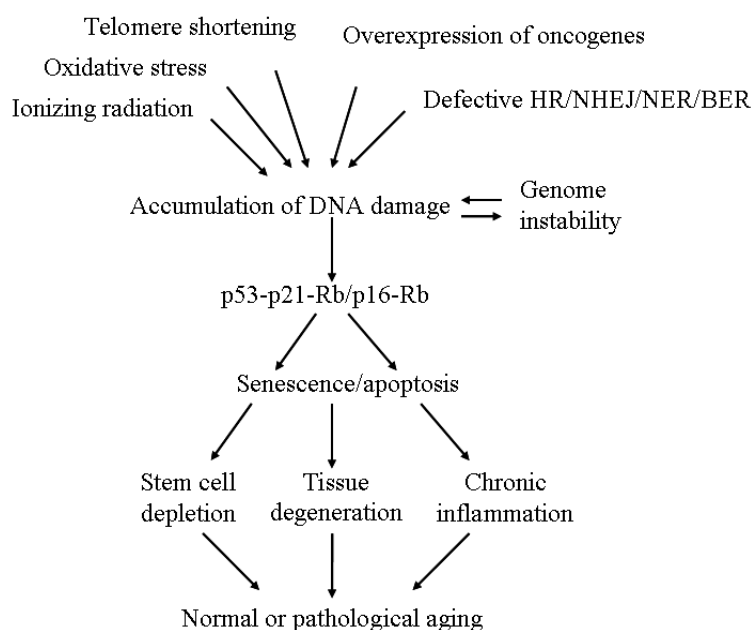 Telomere shortening
Overexpression of oncogenes
Oxidative stress
Defective HR/NHEJ/NER/BER
Ionizing radiation
Accumulation of DNA damage
Genome
instability
p53-p21-Rb/p16-Rb
Senescence/apoptosis
Stem cell
depletion
Tissue
degeneration
Chronic
inflammation
Normal or pathological aging